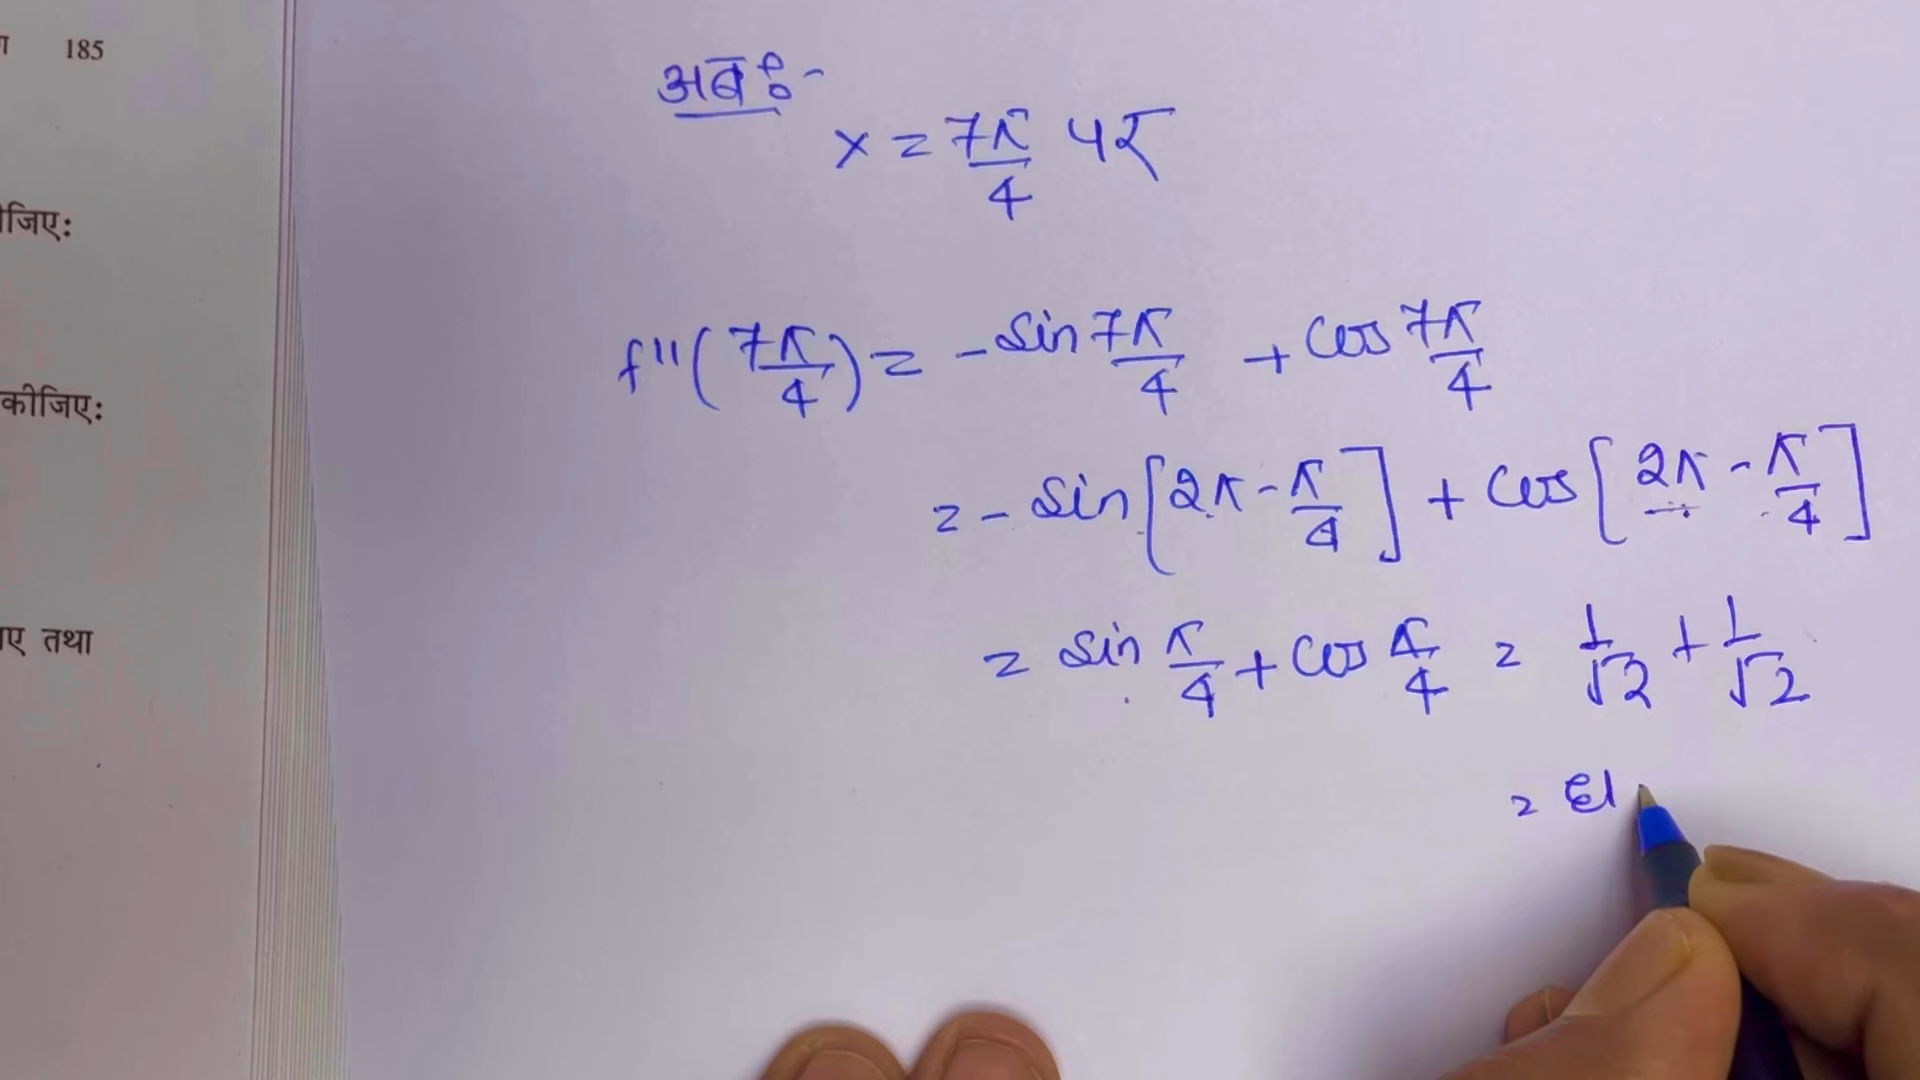 185
जिए:
कीजिए:
तथा
अब :-
x = 7π/4 पर
f''(7π/4) = - sin 7π/4 + cos 7π/4
= - sin[2π - π/4] + cos[2π - π/4]
= sin π/4 + cos π/4 = 1/√2 + 1/√2
=